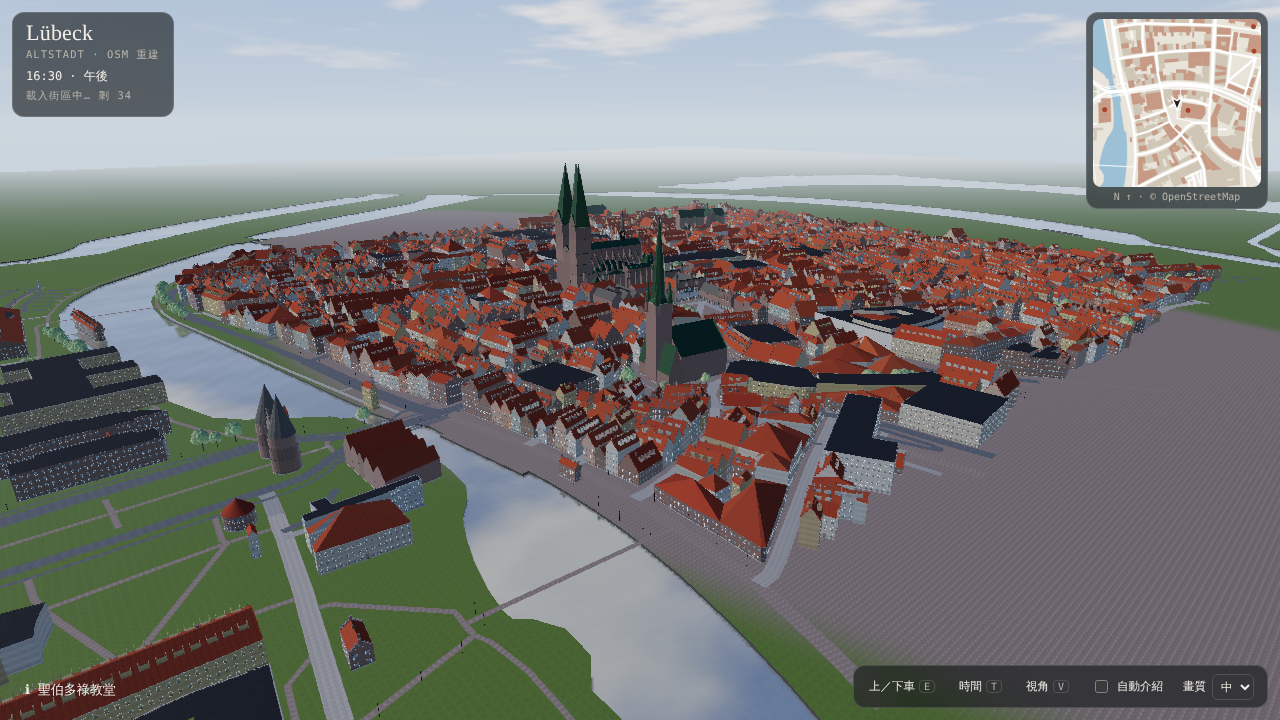 Lübeck
ALTSTADT · OSM 重建
16:30 · 午後
載入街區中… 剩 34
N ↑ · © OpenStreetMap
ℹ 聖伯多祿教堂
上／下車 E 時間 T 視角 V 自動介紹 畫質 中